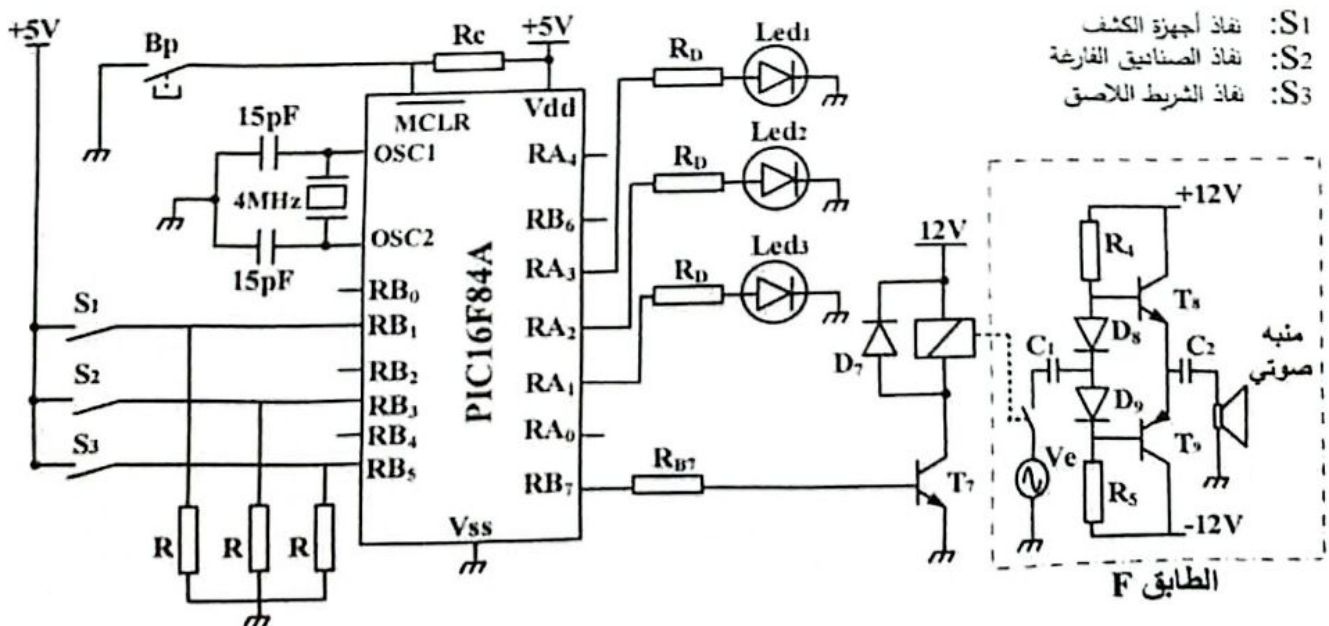 S1: نفاذ أجهزة الكشف
S2: نفاذ الصناديق الفارغة
S3: نفاذ الشريط اللاصق
+5V
Bp
Rc
+5V
RD
Led1
15pF
MCLR
Vdd
OSC1
RA4
4MHz
RD
Led2
RB6
OSC2
15pF
PIC16F84A
RA3
RD
Led3
12V
+12V
R4
T8
S1
RB0
RB1
RA2
D7
C1
D8
C2
منبه
صوتي
S2
RB2
RA1
D9
RB3
S3
RB4
RA0
T9
RB5
RB7
RB7
T7
Ve
R5
Vss
-12V
R
R
R
الطابق F